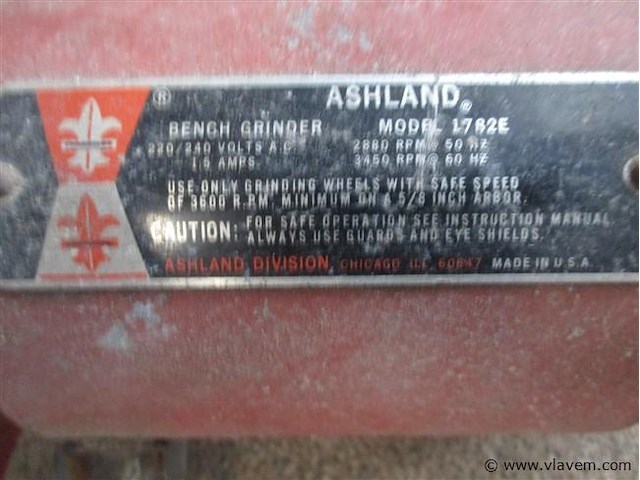 ASHLAND®
®
BENCH GRINDER MODEL 1782E
220/240 VOLTS A.C. 2880 RPM @ 50 HZ
1.5 AMPS. 3450 RPM @ 60 HZ
USE ONLY GRINDING WHEELS WITH SAFE SPEED
OF 3600 R.P.M. MINIMUM ON A 5/8 INCH ARBOR.
CAUTION: FOR SAFE OPERATION SEE INSTRUCTION MANUAL
ALWAYS USE GUARDS AND EYE SHIELDS.
ASHLAND DIVISION, CHICAGO ILL 60647 MADE IN U.S.A.
© www.vlavem.com